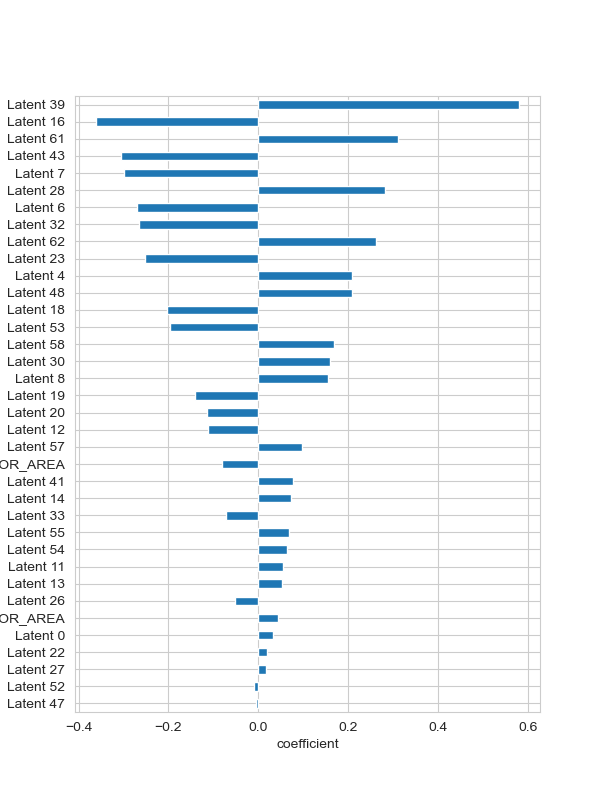 Latent 39
Latent 16
Latent 61
Latent 43
Latent 7
Latent 28
Latent 6
Latent 32
Latent 62
Latent 23
Latent 4
Latent 48
Latent 18
Latent 53
Latent 58
Latent 30
Latent 8
Latent 19
Latent 20
Latent 12
Latent 57
OR_AREA
Latent 41
Latent 14
Latent 33
Latent 55
Latent 54
Latent 11
Latent 13
Latent 26
OR_AREA
Latent 0
Latent 22
Latent 27
Latent 52
Latent 47
−0.4 −0.2 0.0 0.2 0.4 0.6
coefficient